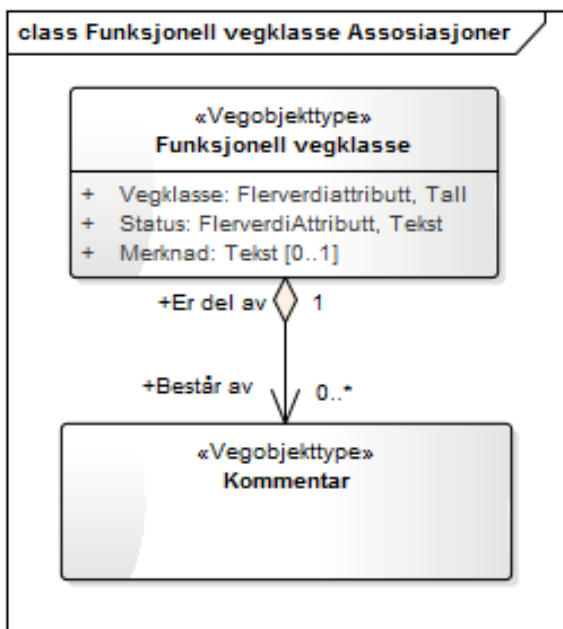 class Funksjonell vegklasse Assosiasjoner
«Vegobjekttype»
Funksjonell vegklasse
+ Vegklasse: Flerverdiattributt, Tall
+ Status: FlerverdiAttributt, Tekst
+ Merknad: Tekst [0..1]
+Er del av 1
+Består av 0..*
«Vegobjekttype»
Kommentar